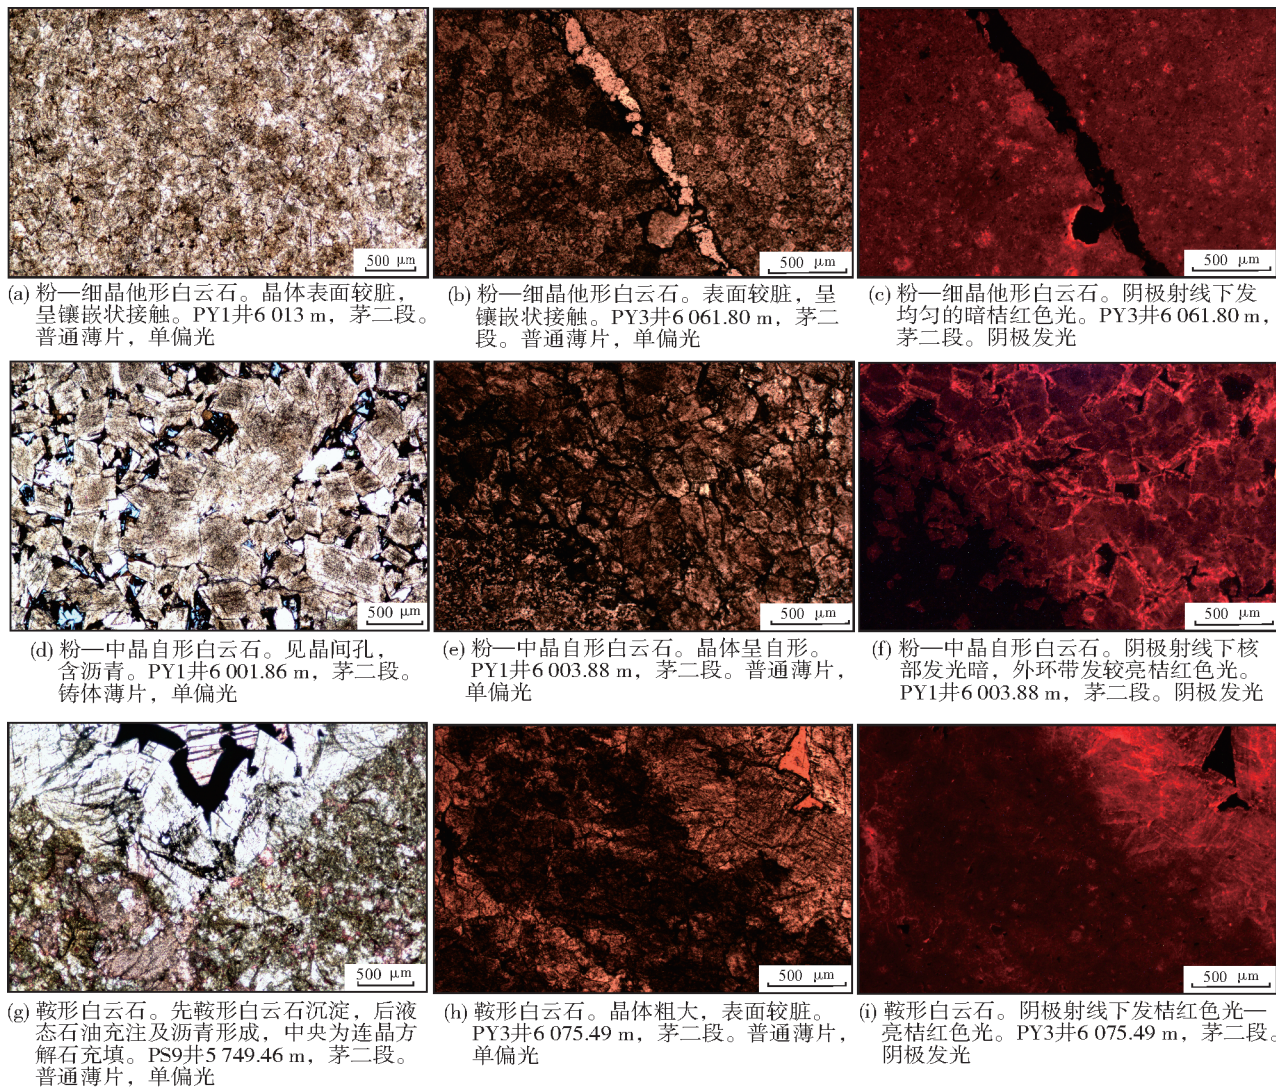 500 μm
500 μm
500 μm
(a) 粉—细晶他形白云石。晶体表面较脏，
呈镶嵌状接触。PY1井6 013 m，茅二段。
普通薄片，单偏光
(b) 粉—细晶他形白云石。表面较脏，呈
镶嵌状接触。PY3井6 061.80 m，茅二
段。普通薄片，单偏光
(c) 粉—细晶他形白云石。阴极射线下发
均匀的暗桔红色光。PY3井6 061.80 m，
茅二段。阴极发光
500 μm
500 μm
500 μm
(d) 粉—中晶自形白云石。见晶间孔，
含沥青。PY1井6 001.86 m，茅二段。
铸体薄片，单偏光
(e) 粉—中晶自形白云石。晶体呈自形。
PY1井6 003.88 m，茅二段。普通薄片，
单偏光
(f) 粉—中晶自形白云石。阴极射线下核
部发光暗，外环带发较亮桔红色光。
PY1井6 003.88 m，茅二段。阴极发光
500 μm
500 μm
500 μm
(g) 鞍形白云石。先鞍形白云石沉淀，后液
态石油充注及沥青形成，中央为连晶方
解石充填。PS9井5 749.46 m，茅二段。
普通薄片，单偏光
(h) 鞍形白云石。晶体粗大，表面较脏。
PY3井6 075.49 m，茅二段。普通薄片，
单偏光
(i) 鞍形白云石。阴极射线下发桔红色光—
亮桔红色光。PY3井6 075.49 m，茅二段。
阴极发光